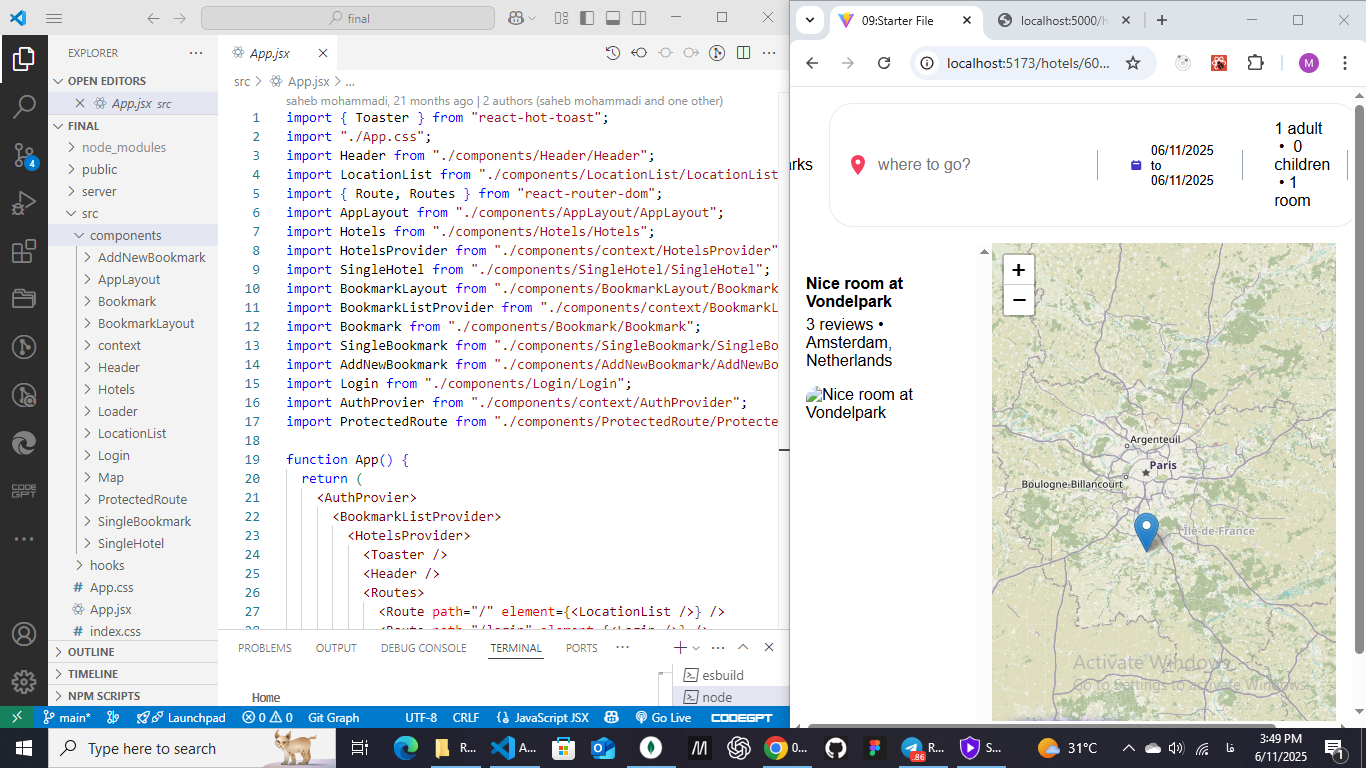 final
EXPLORER
OPEN EDITORS
App.jsx src
FINAL
node_modules
public
server
src
components
AddNewBookmark
AppLayout
Bookmark
BookmarkLayout
context
Header
Hotels
Loader
LocationList
Login
Map
ProtectedRoute
SingleBookmark
SingleHotel
hooks
App.css
App.jsx
index.css
OUTLINE
TIMELINE
NPM SCRIPTS
4
CODE
GPT
App.jsx
src > App.jsx > ...
saheb mohammadi, 21 months ago | 2 authors (saheb mohammadi and one other)
1 import { Toaster } from "react-hot-toast";
2 import "./App.css";
3 import Header from "./components/Header/Header";
4 import LocationList from "./components/LocationList/LocationList
5 import { Route, Routes } from "react-router-dom";
6 import AppLayout from "./components/AppLayout/AppLayout";
7 import Hotels from "./components/Hotels/Hotels";
8 import HotelsProvider from "./components/context/HotelsProvider"
9 import SingleHotel from "./components/SingleHotel/SingleHotel";
10 import BookmarkLayout from "./components/BookmarkLayout/Bookmark
11 import BookmarkListProvider from "./components/context/BookmarkL
12 import Bookmark from "./components/Bookmark/Bookmark";
13 import SingleBookmark from "./components/SingleBookmark/SingleBo
14 import AddNewBookmark from "./components/AddNewBookmark/AddNewBo
15 import Login from "./components/Login/Login";
16 import AuthProvier from "./components/context/AuthProvider";
17 import ProtectedRoute from "./components/ProtectedRoute/Protecte
18
19 function App() {
20 return (
21 <AuthProvier>
22 <BookmarkListProvider>
23 <HotelsProvider>
24 <Toaster />
25 <Header />
26 <Routes>
27 <Route path="/" element={<LocationList />} />
28 <Route path="/login" element={<Login />} />
PROBLEMS OUTPUT DEBUG CONSOLE TERMINAL PORTS
Home
esbuild
node
main* Launchpad 0 0 Git Graph UTF-8 CRLF JavaScript JSX Go Live CODEGPT
09:Starter File
localhost:5000/h
localhost:5173/hotels/60...
M
rks
where to go?
06/11/2025
to
06/11/2025
1 adult
• 0
children
• 1
room
Nice room at
Vondelpark
3 reviews •
Amsterdam,
Netherlands
Nice room at
Vondelpark
+
−
Argenteuil
Paris
Boulogne-Billancourt
Île-de-France
Activate Windows
Go to Settings to activate Windows.
Type here to search
R...
A...
0...
R...
.86
S...
31°C
فا
3:49 PM
6/11/2025
1